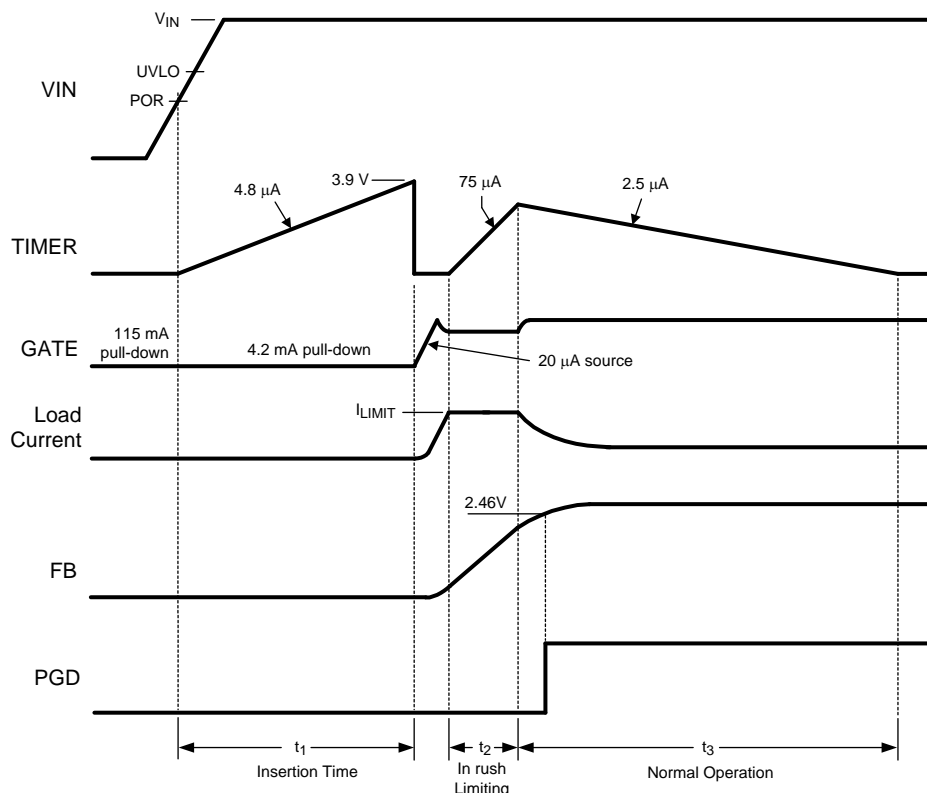 VIN
UVLO
VIN
POR
4.8 μA
3.9 V
75 μA
2.5 μA
TIMER
115 mA
pull-down
GATE
4.2 mA pull-down
20 μA source
Load
Current
ILIMIT
2.46V
FB
PGD
t1
t2
t3
Insertion Time
In rush
Limiting
Normal Operation